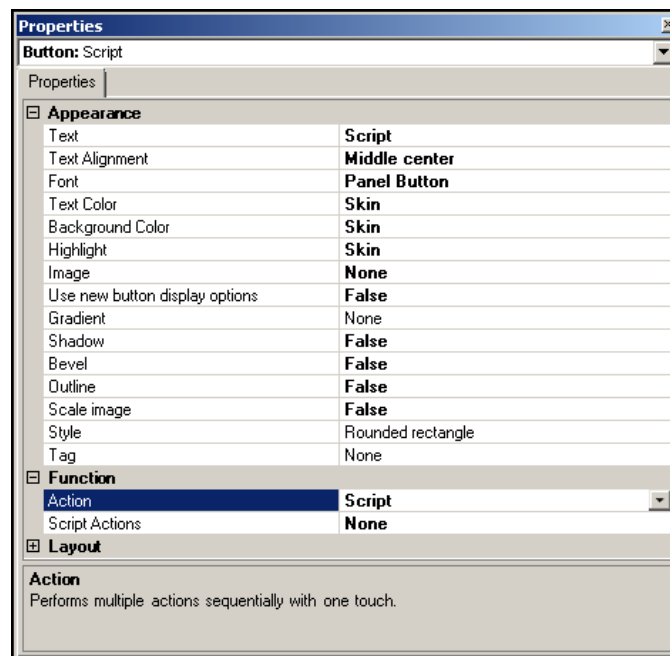 Properties
Button: Script
Properties
Appearance
Text Script
Text Alignment Middle center
Font Panel Button
Text Color Skin
Background Color Skin
Highlight Skin
Image None
Use new button display options False
Gradient None
Shadow False
Bevel False
Outline False
Scale image False
Style Rounded rectangle
Tag None
Function
Action Script
Script Actions None
Layout
Action
Performs multiple actions sequentially with one touch.